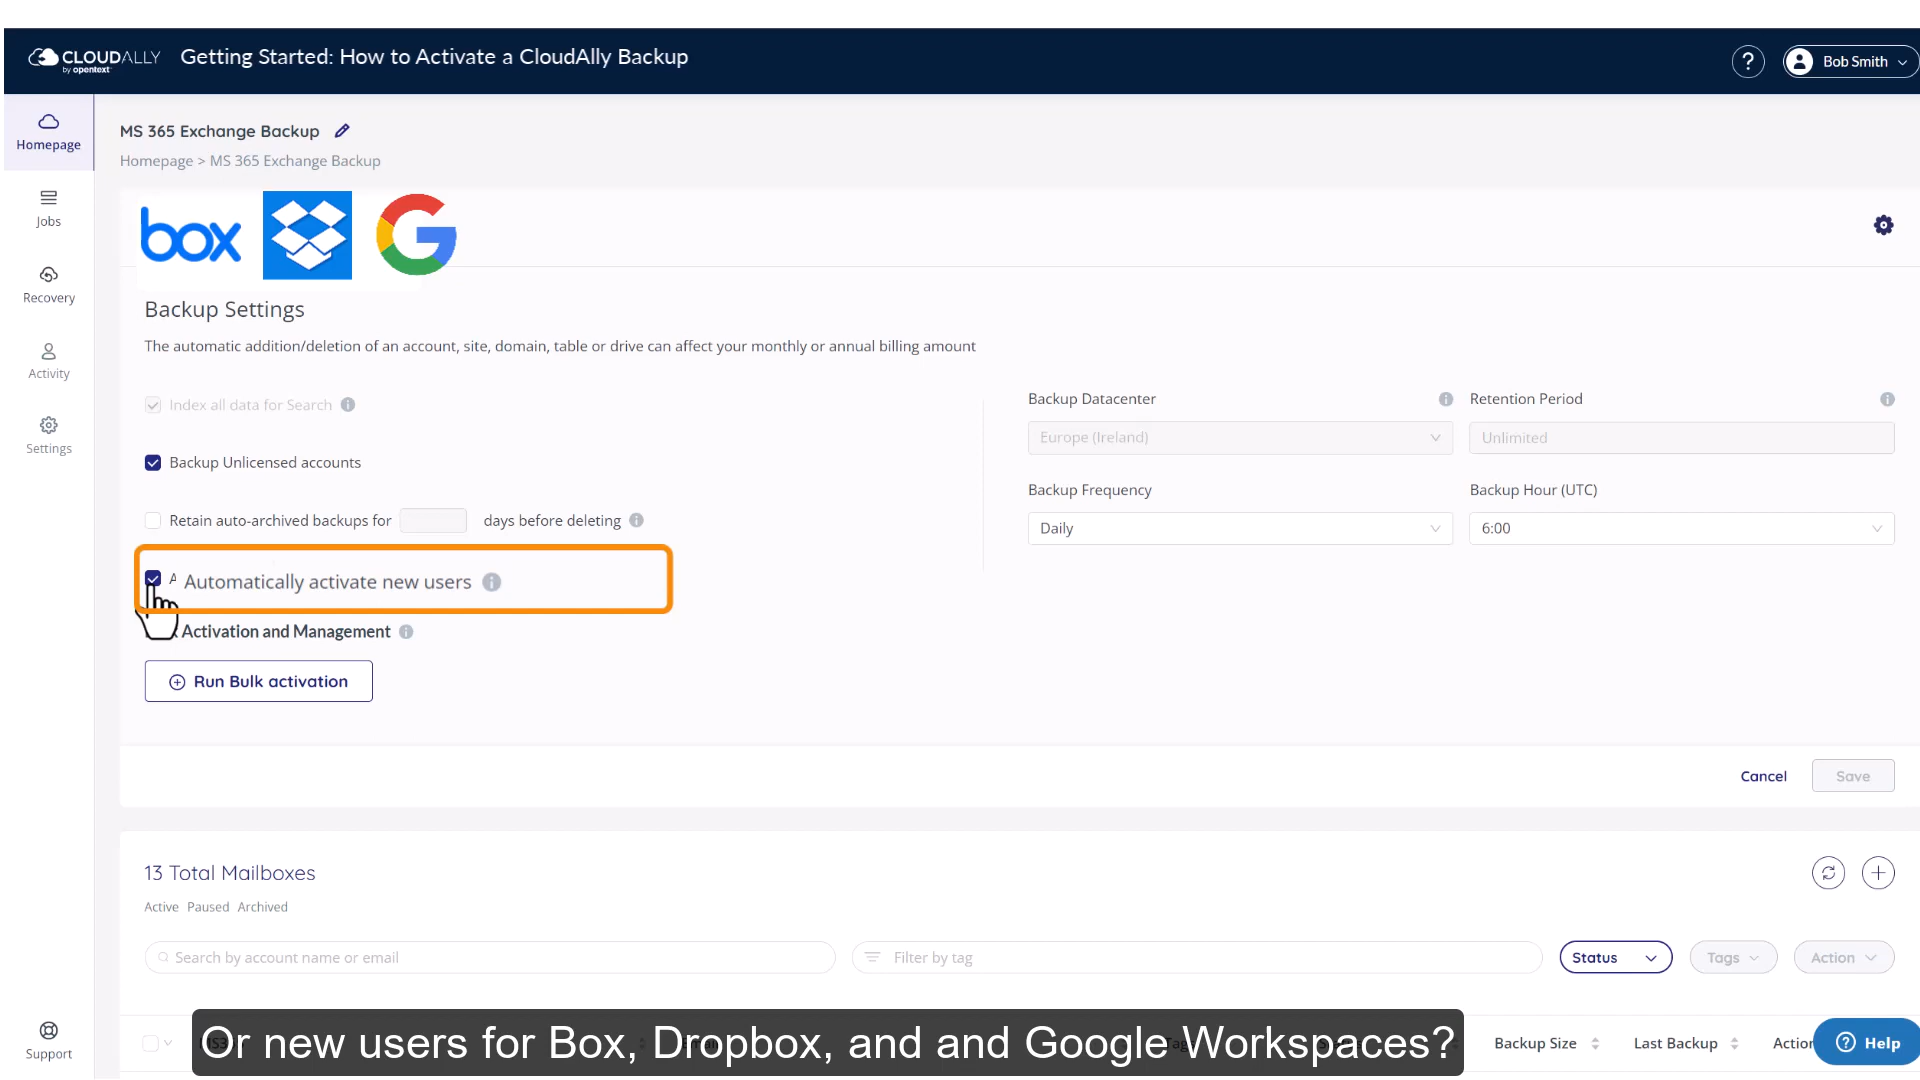 CLOUDALLY
by opentext
Getting Started: How to Activate a CloudAlly Backup
?
Bob Smith
Homepage
Jobs
Recovery
Activity
Settings
Support
MS 365 Exchange Backup
Homepage > MS 365 Exchange Backup
box
Backup Settings
The automatic addition/deletion of an account, site, domain, table or drive can affect your monthly or annual billing amount
Index all data for Search
Backup Unlicensed accounts
Retain auto-archived backups for days before deleting
A Automatically activate new users
Activation and Management
Run Bulk activation
Backup Datacenter
Europe (Ireland)
Retention Period
Unlimited
Backup Frequency
Daily
Backup Hour (UTC)
6:00
Cancel
Save
13 Total Mailboxes
Active Paused Archived
Search by account name or email
Filter by tag
Status
Tags
Action
Backup Size
Last Backup
Action
Help
Or new users for Box, Dropbox, and and Google Workspaces?